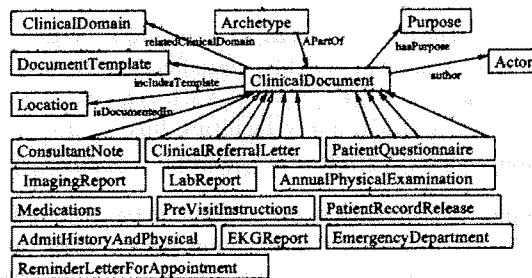 ClinicalDomain Archetype Purpose
relatedClinicalDomain APartOf hasPurpose
DocumentTemplate ClinicalDocument Actor
includesTemplate author
Location
isDocumentedIn
ConsultantNote ClinicalReferralLetter PatientQuestionnaire
ImagingReport LabReport AnnualPhysicalExamination
Medications PreVisitInstructions PatientRecordRelease
AdmitHistoryAndPhysical EKGReport EmergencyDepartment
ReminderLetterForAppointment